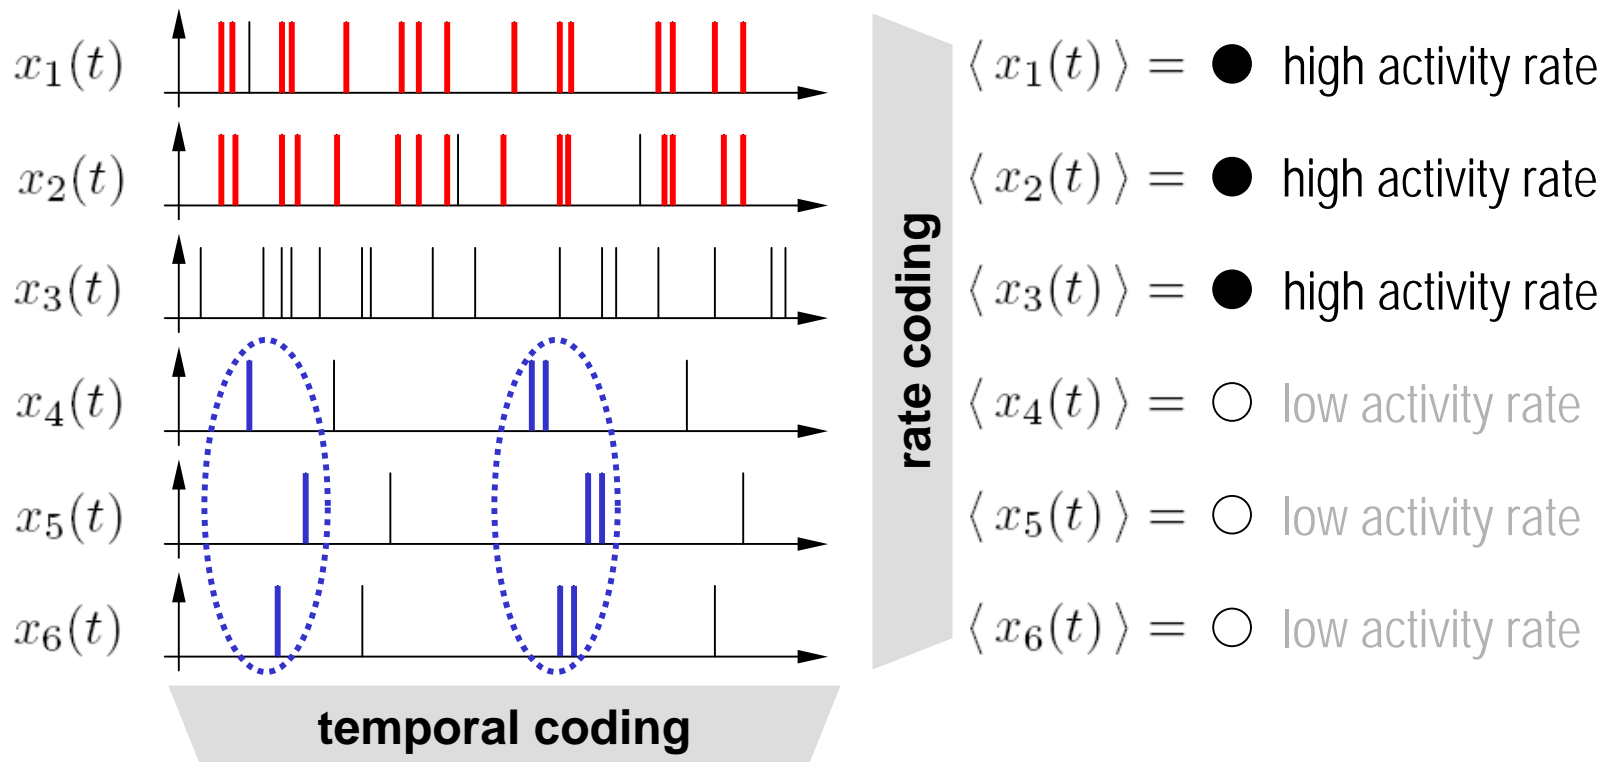 x₁(t) ⟨ x₁(t) ⟩ = ● high activity rate
x₂(t) ⟨ x₂(t) ⟩ = ● high activity rate
x₃(t) ⟨ x₃(t) ⟩ = ● high activity rate
rate coding
x₄(t) ⟨ x₄(t) ⟩ = ○ low activity rate
x₅(t) ⟨ x₅(t) ⟩ = ○ low activity rate
x₆(t) ⟨ x₆(t) ⟩ = ○ low activity rate
temporal coding